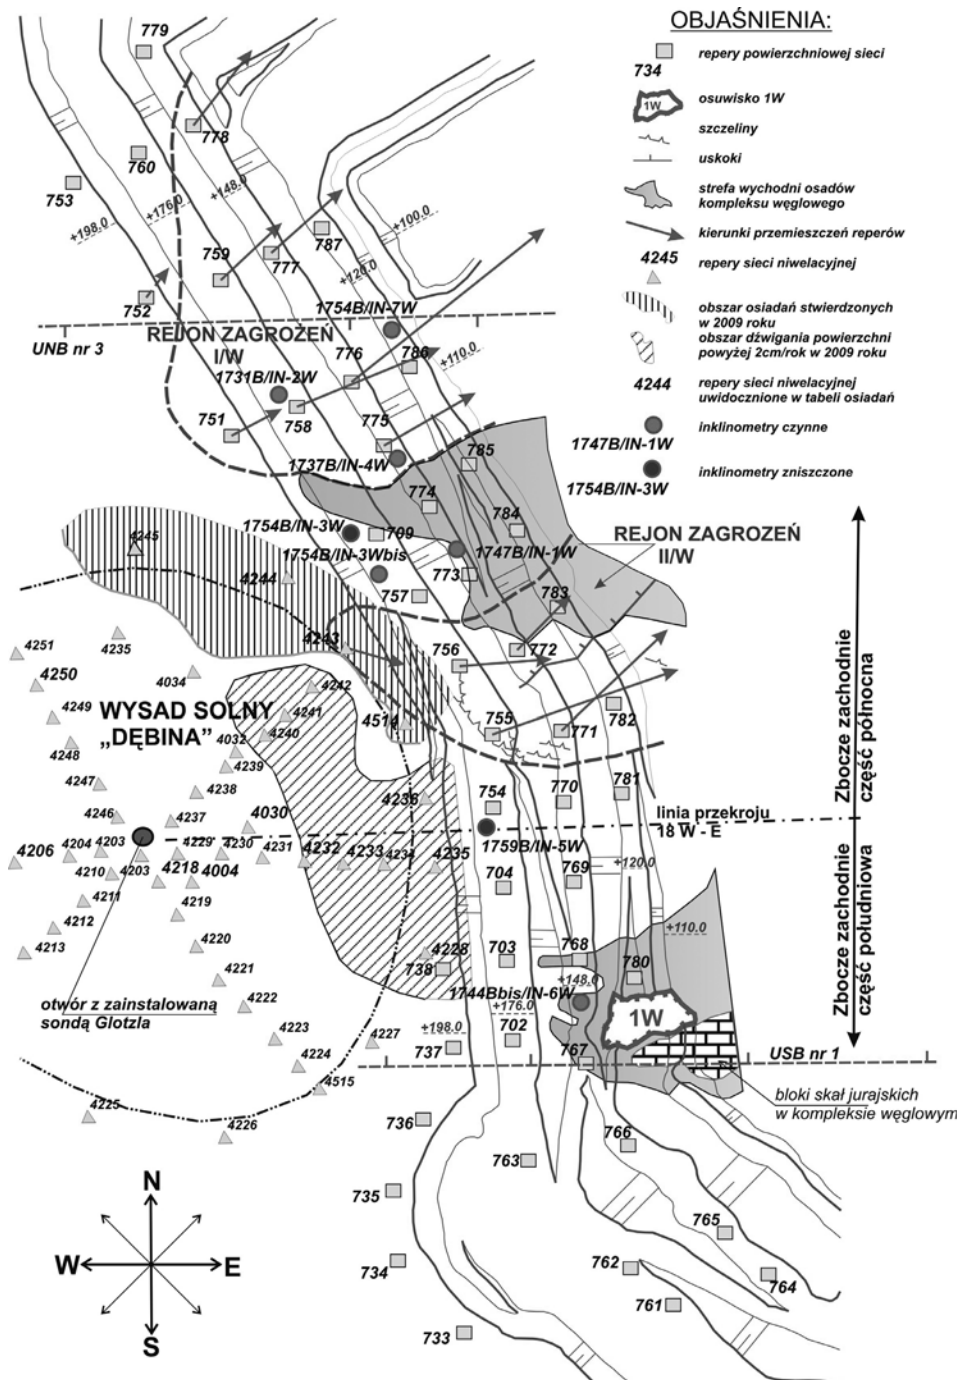 OBJAŚNIENIA:
repery powierzchniowej sieci
734
1W
osuwisko 1W
szczeliny
uskoki
strefa wychodni osadów
kompleksu węglowego
kierunki przemieszczeń reperów
4245
repery sieci niwelacyjnej
obszar osiadań stwierdzonych
w 2009 roku
obszar dźwigania powierzchni
powyżej 2cm/rok w 2009 roku
4244
repery sieci niwelacyjnej
uwidocznione w tabeli osiadań
inklinometry czynne
1747B/IN-1W
inklinometry zniszczone
1754B/IN-3W
779
778
760
753
+148.0
+176.0
+198.0
+100.0
787
759
777
+120.0
752
1754B/IN-7W
UNB nr 3
REJON ZAGROŻEŃ
I/W
776
786
+110.0
1731B/IN-2W
751
758
775
1737B/IN-4W
785
774
784
1754B/IN-3W
709
1754B/IN-3Wbis
1747B/IN-1W
REJON ZAGROZEŃ
II/W
4245
4244
773
757
783
4243
4235
4251
756
772
4250
4034
4242
WYSAD SOLNY
„DĘBINA”
4249
4241
4514
755
771
782
4248
4032
4240
4239
4247
4238
4236
754
770
781
linia przekroju
18 W - E
4246
4237
4030
1759B/IN-5W
4206
4204
4203
4203
4229
4230
4231
4232
4233
4234
4235
+120.0
4210
4218
4004
704
769
4211
4219
4212
4213
4220
4228
738
703
768
780
+110.0
4221
1744Bbis/IN-6W
+148.0
1W
otwór z zainstalowaną
sondą Glotzla
4222
+176.0
+198.0
702
4223
4227
737
767
USB nr 1
4224
4515
bloki skał jurajskich
w kompleksie węglowym
4225
4226
736
766
763
735
765
734
762
764
761
733
Zbocze zachodnie
część północna
Zbocze zachodnie
część południowa
N
W
E
S